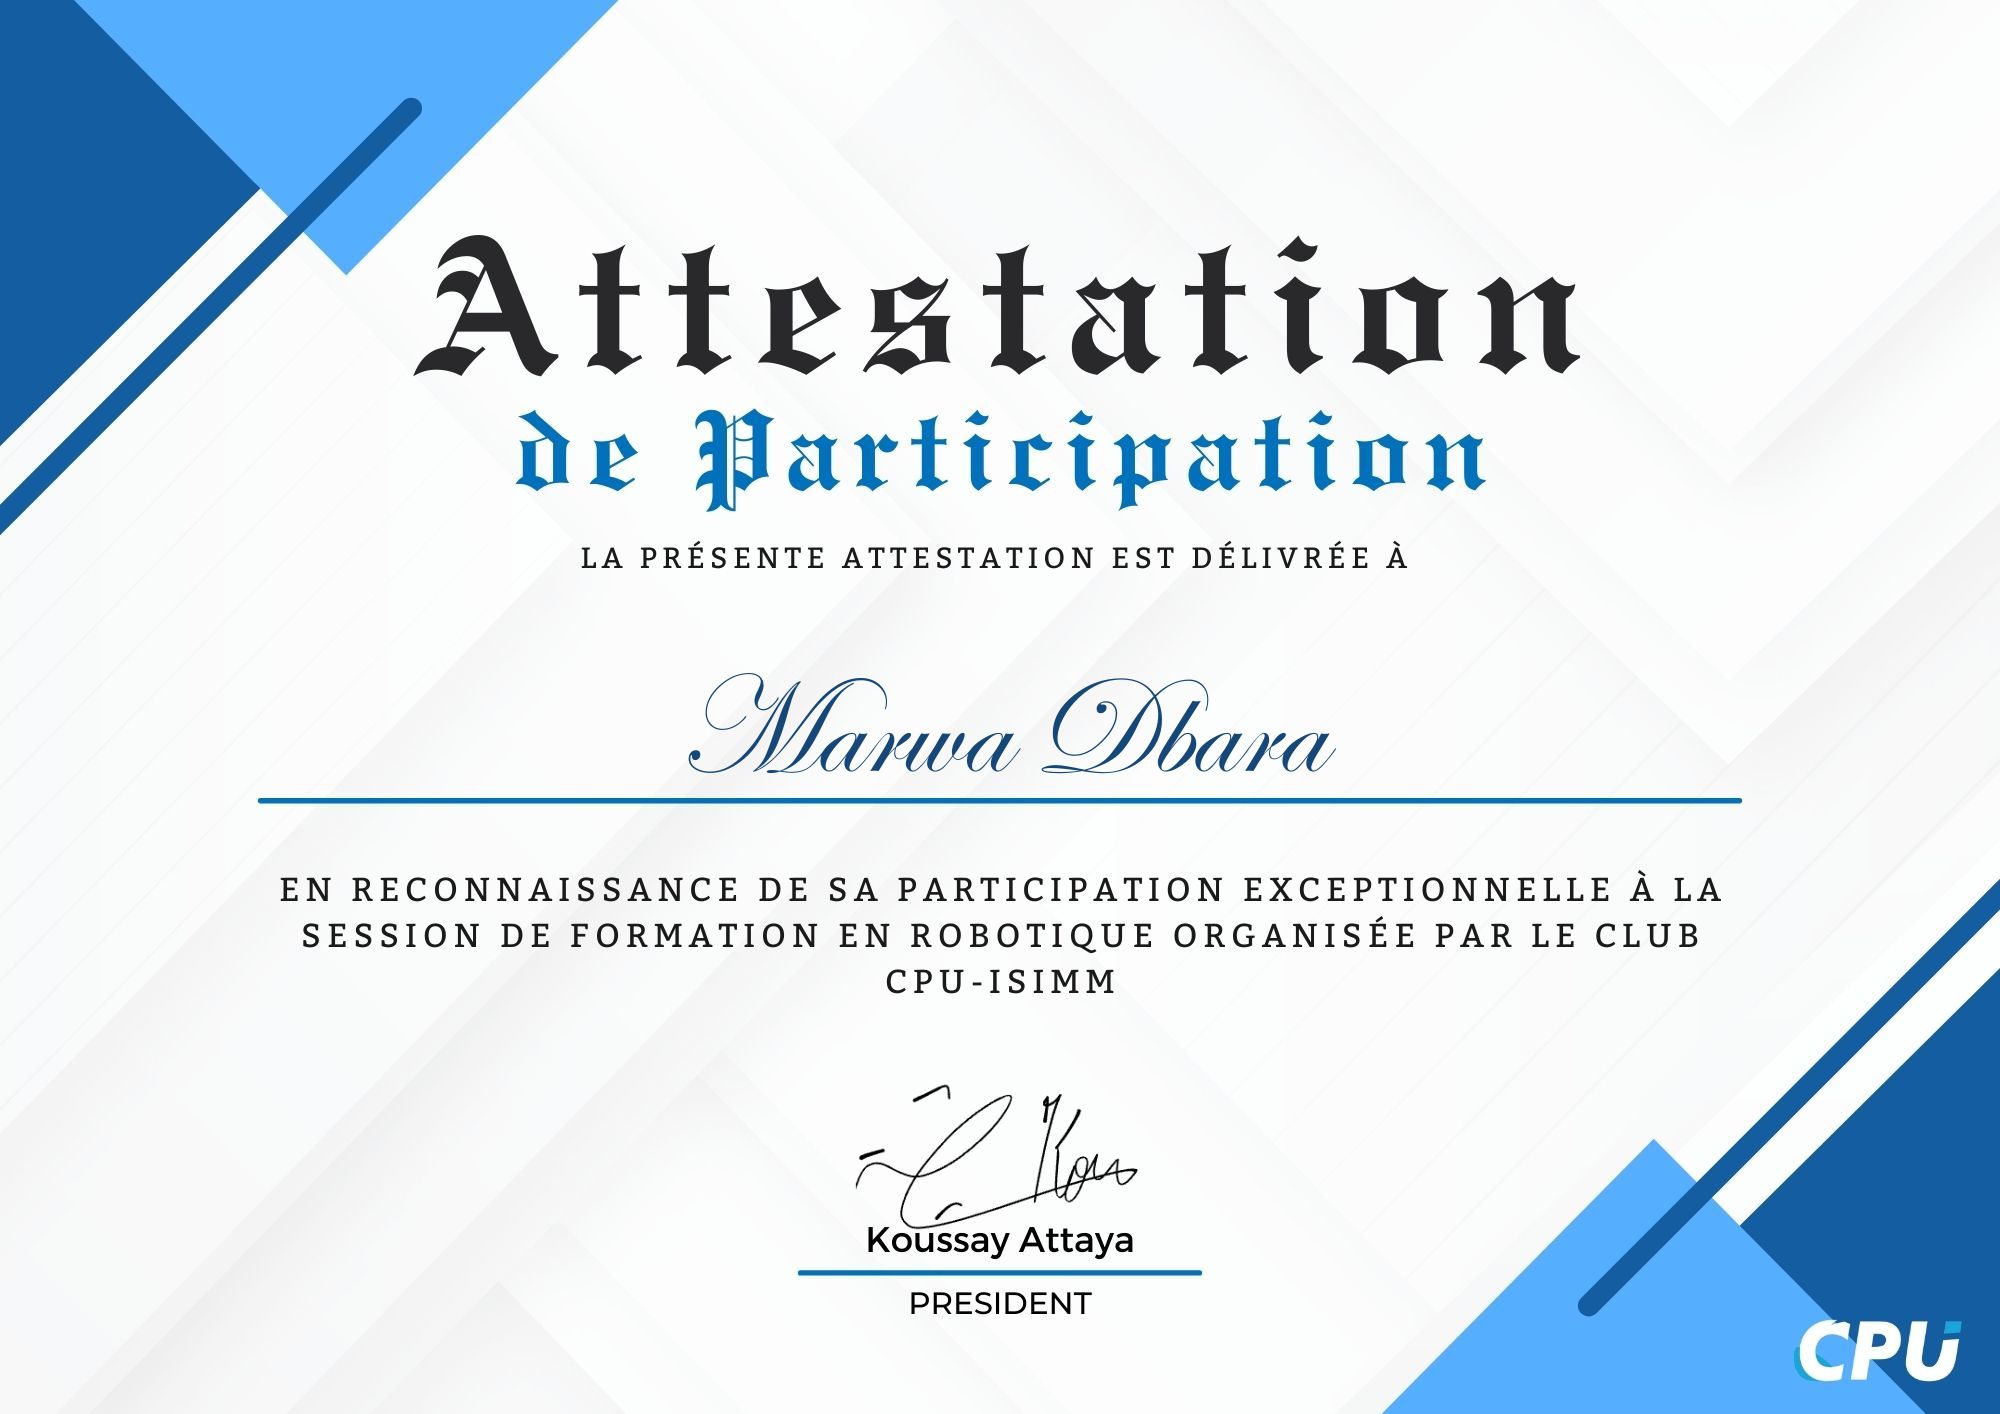 Attestation
de Participation
LA PRÉSENTE ATTESTATION EST DÉLIVRÉE À
Marwa Dbara
EN RECONNAISSANCE DE SA PARTICIPATION EXCEPTIONNELLE À LA
SESSION DE FORMATION EN ROBOTIQUE ORGANISÉE PAR LE CLUB
CPU-ISIMM
Koussay Attaya
PRESIDENT
CPU